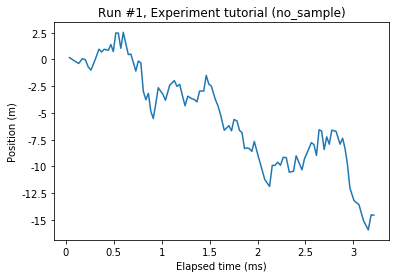 Run #1, Experiment tutorial (no_sample)
Position (m)
2.5
0
-2.5
-5
-7.5
-10
-12.5
-15
0 0.5 1 1.5 2 2.5 3
Elapsed time (ms)